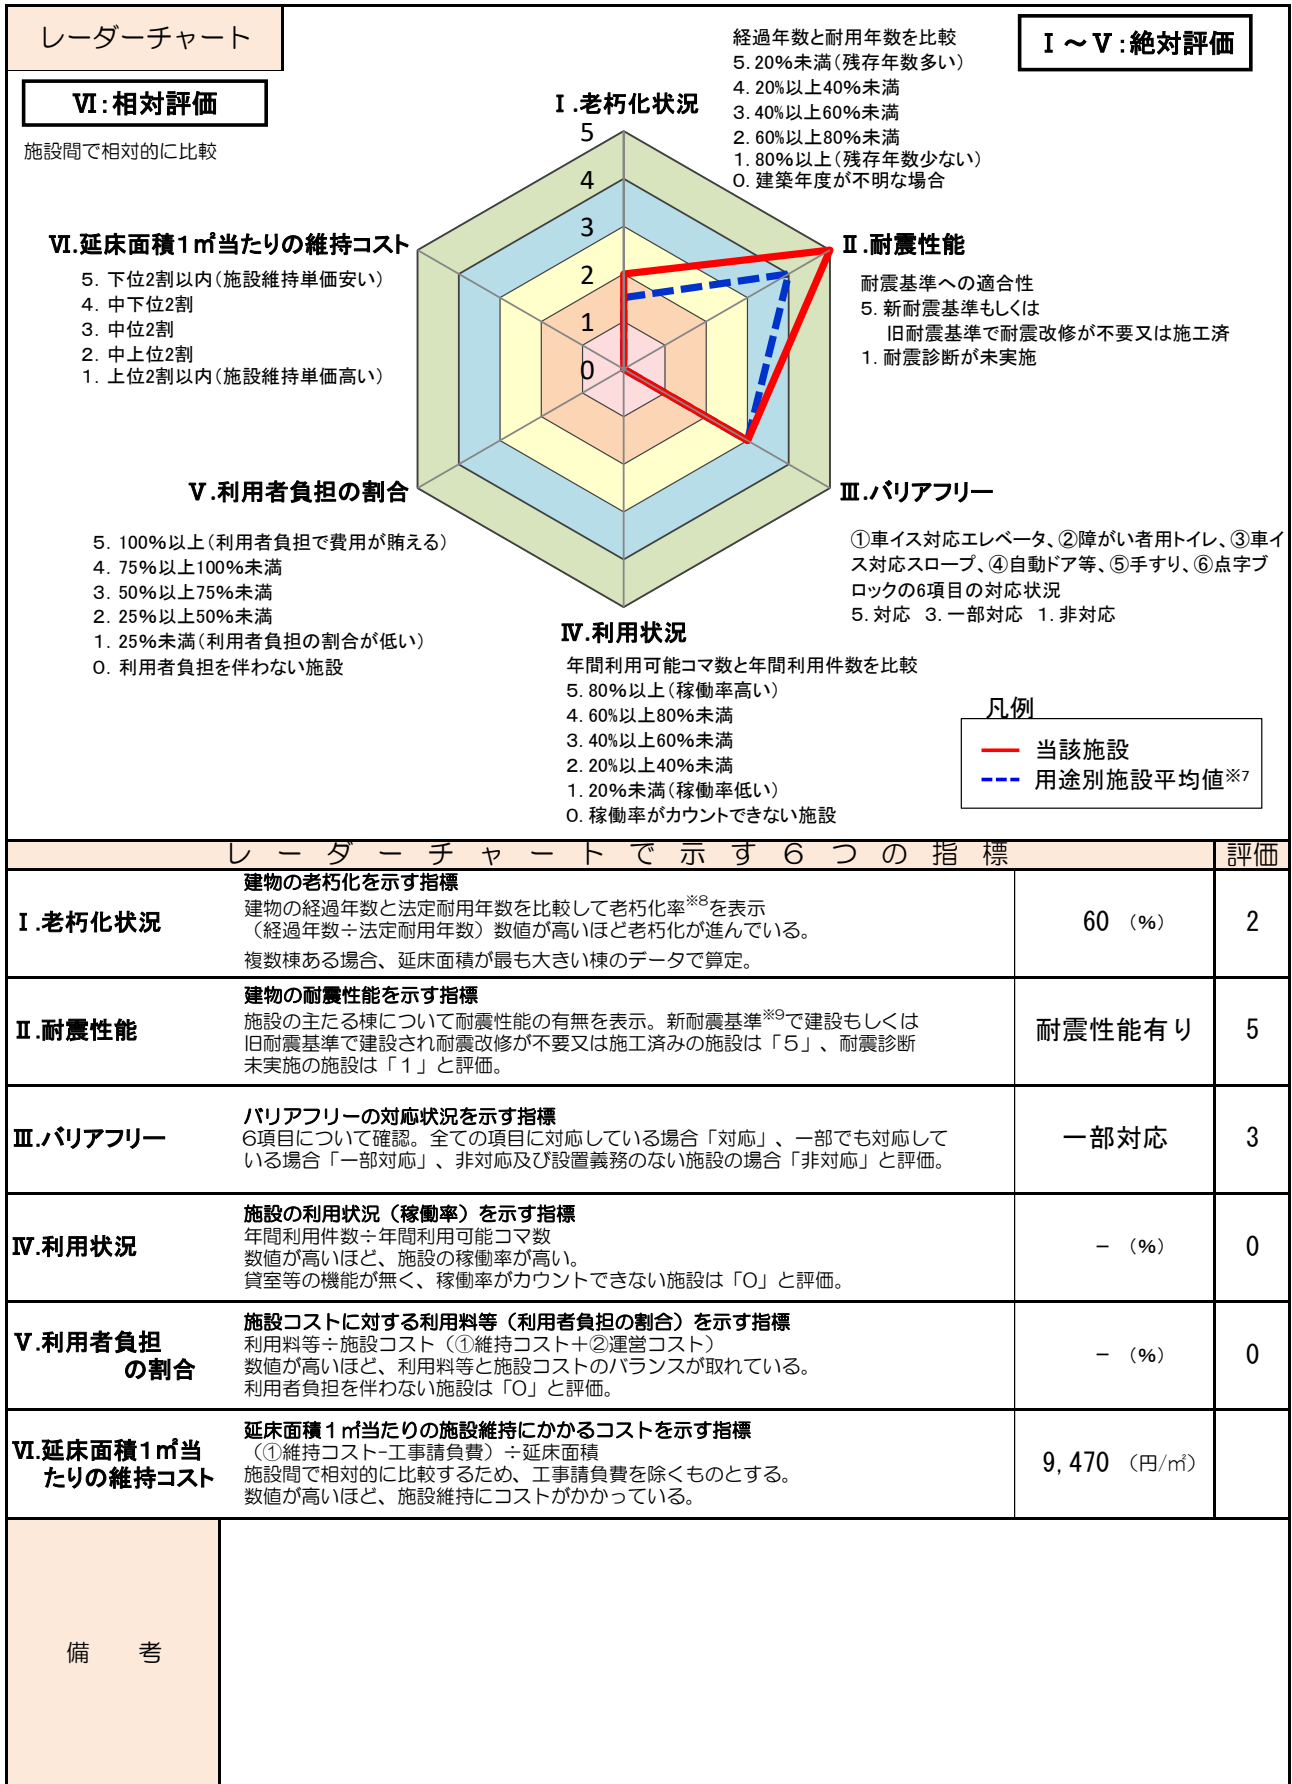 レーダーチャート
Ⅰ～Ⅴ:絶対評価
Ⅵ:相対評価
施設間で相対的に比較
Ⅰ.老朽化状況
経過年数と耐用年数を比較
5.20%未満(残存年数多い)
4.20%以上40%未満
3.40%以上60%未満
2.60%以上80%未満
1.80%以上(残存年数少ない)
0.建築年度が不明な場合
5
4
3
2
1
0
Ⅱ.耐震性能
耐震基準への適合性
5.新耐震基準もしくは
旧耐震基準で耐震改修が不要又は施工済
1.耐震診断が未実施
Ⅵ.延床面積1㎡当たりの維持コスト
5.下位2割以内(施設維持単価安い)
4.中下位2割
3.中位2割
2.中上位2割
1.上位2割以内(施設維持単価高い)
Ⅲ.バリアフリー
①車イス対応エレベータ、②障がい者用トイレ、③車イ
ス対応スロープ、④自動ドア等、⑤手すり、⑥点字ブ
ロックの6項目の対応状況
5.対応 3.一部対応 1.非対応
Ⅴ.利用者負担の割合
5.100%以上(利用者負担で費用が賄える)
4.75%以上100%未満
3.50%以上75%未満
2.25%以上50%未満
1.25%未満(利用者負担の割合が低い)
0.利用者負担を伴わない施設
Ⅳ.利用状況
年間利用可能コマ数と年間利用件数を比較
5.80%以上(稼働率高い)
4.60%以上80%未満
3.40%以上60%未満
2.20%以上40%未満
1.20%未満(稼働率低い)
0.稼働率がカウントできない施設
凡例
当該施設
用途別施設平均値※7
レーダーチャートで示す6つの指標 評価
Ⅰ.老朽化状況
建物の老朽化を示す指標
建物の経過年数と法定耐用年数を比較して老朽化率※8を表示
（経過年数÷法定耐用年数）数値が高いほど老朽化が進んでいる。
複数棟ある場合、延床面積が最も大きい棟のデータで算定。
60 (%) 2
Ⅱ.耐震性能
建物の耐震性能を示す指標
施設の主たる棟について耐震性能の有無を表示。新耐震基準※9で建設もしくは
旧耐震基準で建設され耐震改修が不要又は施工済みの施設は「5」、耐震診断
未実施の施設は「1」と評価。
耐震性能有り 5
Ⅲ.バリアフリー
バリアフリーの対応状況を示す指標
6項目について確認。全ての項目に対応している場合「対応」、一部でも対応して
いる場合「一部対応」、非対応及び設置義務のない施設の場合「非対応」と評価。
一部対応 3
Ⅳ.利用状況
施設の利用状況（稼働率）を示す指標
年間利用件数÷年間利用可能コマ数
数値が高いほど、施設の稼働率が高い。
貸室等の機能が無く、稼働率がカウントできない施設は「0」と評価。
－ (%) 0
Ⅴ.利用者負担
の割合
施設コストに対する利用料等（利用者負担の割合）を示す指標
利用料等÷施設コスト（①維持コスト＋②運営コスト）
数値が高いほど、利用料等と施設コストのバランスが取れている。
利用者負担を伴わない施設は「0」と評価。
－ (%) 0
Ⅵ.延床面積1㎡当
たりの維持コスト
延床面積1㎡当たりの施設維持にかかるコストを示す指標
（①維持コスト-工事請負費）÷延床面積
施設間で相対的に比較するため、工事請負費を除くものとする。
数値が高いほど、施設維持にコストがかかっている。
9,470 (円/㎡)
備 考